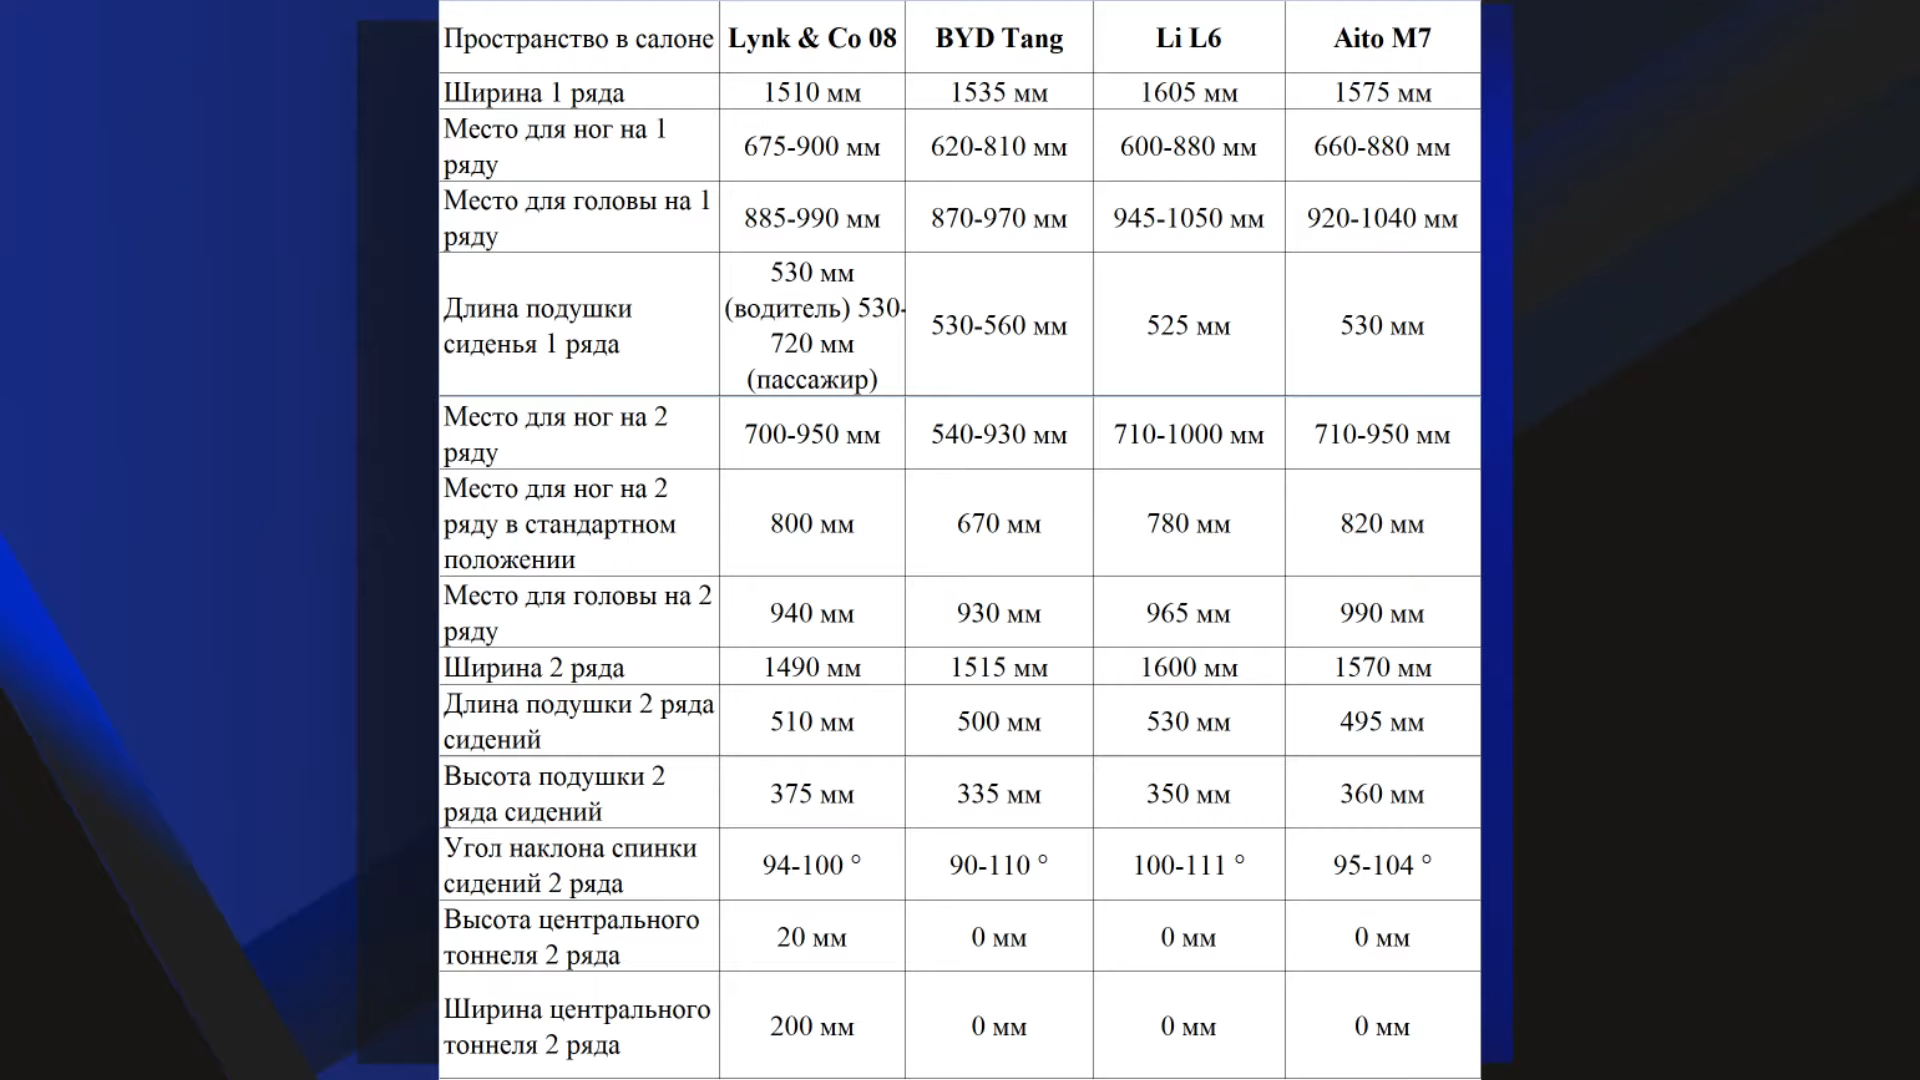 Пространство в салоне Lynk & Co 08 BYD Tang Li L6 Aito M7
Ширина 1 ряда 1510 мм 1535 мм 1605 мм 1575 мм
Место для ног на 1
ряду 675-900 мм 620-810 мм 600-880 мм 660-880 мм
Место для головы на 1
ряду 885-990 мм 870-970 мм 945-1050 мм 920-1040 мм
Длина подушки
сиденья 1 ряда
530 мм
(водитель) 530-
720 мм
(пассажир)
530-560 мм 525 мм 530 мм
Место для ног на 2
ряду 700-950 мм 540-930 мм 710-1000 мм 710-950 мм
Место для ног на 2
ряду в стандартном
положении 800 мм 670 мм 780 мм 820 мм
Место для головы на 2
ряду 940 мм 930 мм 965 мм 990 мм
Ширина 2 ряда 1490 мм 1515 мм 1600 мм 1570 мм
Длина подушки 2 ряда
сидений 510 мм 500 мм 530 мм 495 мм
Высота подушки 2
ряда сидений 375 мм 335 мм 350 мм 360 мм
Угол наклона спинки
сидений 2 ряда 94-100 ° 90-110 ° 100-111 ° 95-104 °
Высота центрального
тоннеля 2 ряда 20 мм 0 мм 0 мм 0 мм
Ширина центрального
тоннеля 2 ряда 200 мм 0 мм 0 мм 0 мм